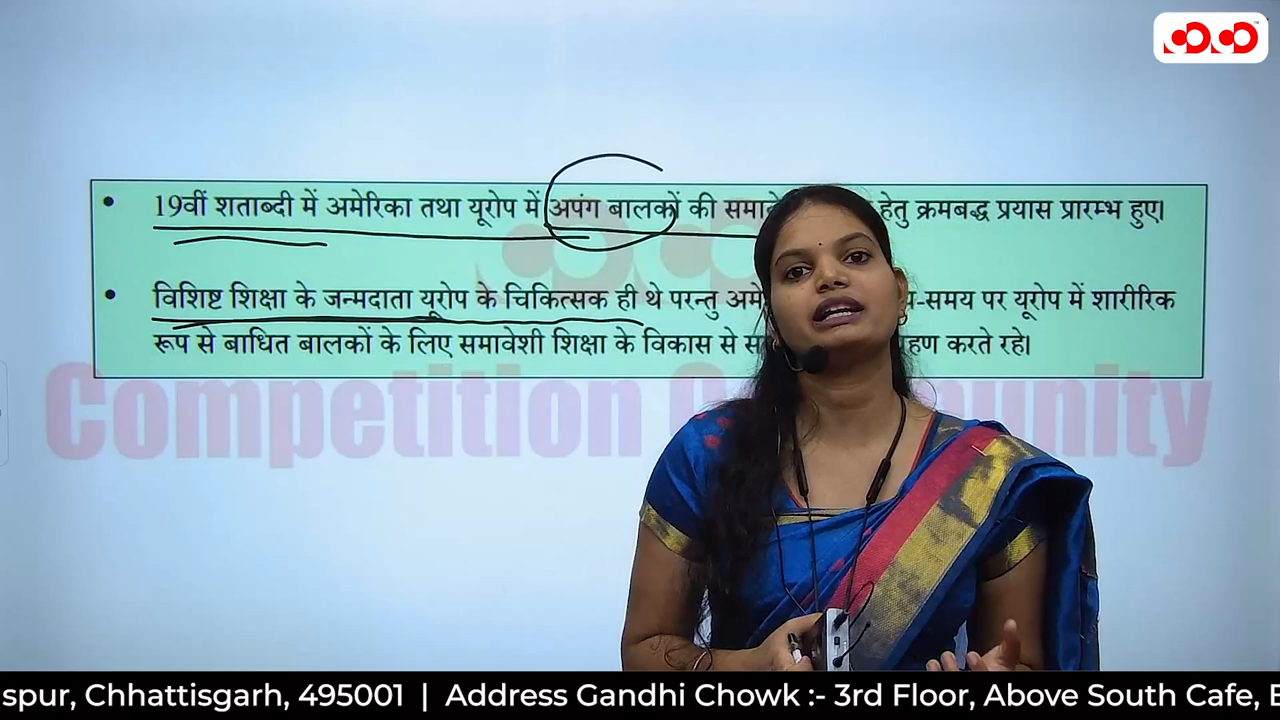 19वीं शताब्दी में अमेरिका तथा यूरोप में अपंग बालकों की हेतु क्रमबद्ध प्रयास प्रारम्भ हुए।
विशिष्ट शिक्षा के जन्मदाता यूरोप के चिकित्सक ही थे परन्तु पर यूरोप में शारीरिक
रूप से बाधित बालकों के लिए समावेशी शिक्षा के विकास से करते रहे।
Competition
spur, Chhattisgarh, 495001 | Address Gandhi Chowk :- 3rd Floor, Above South Cafe,